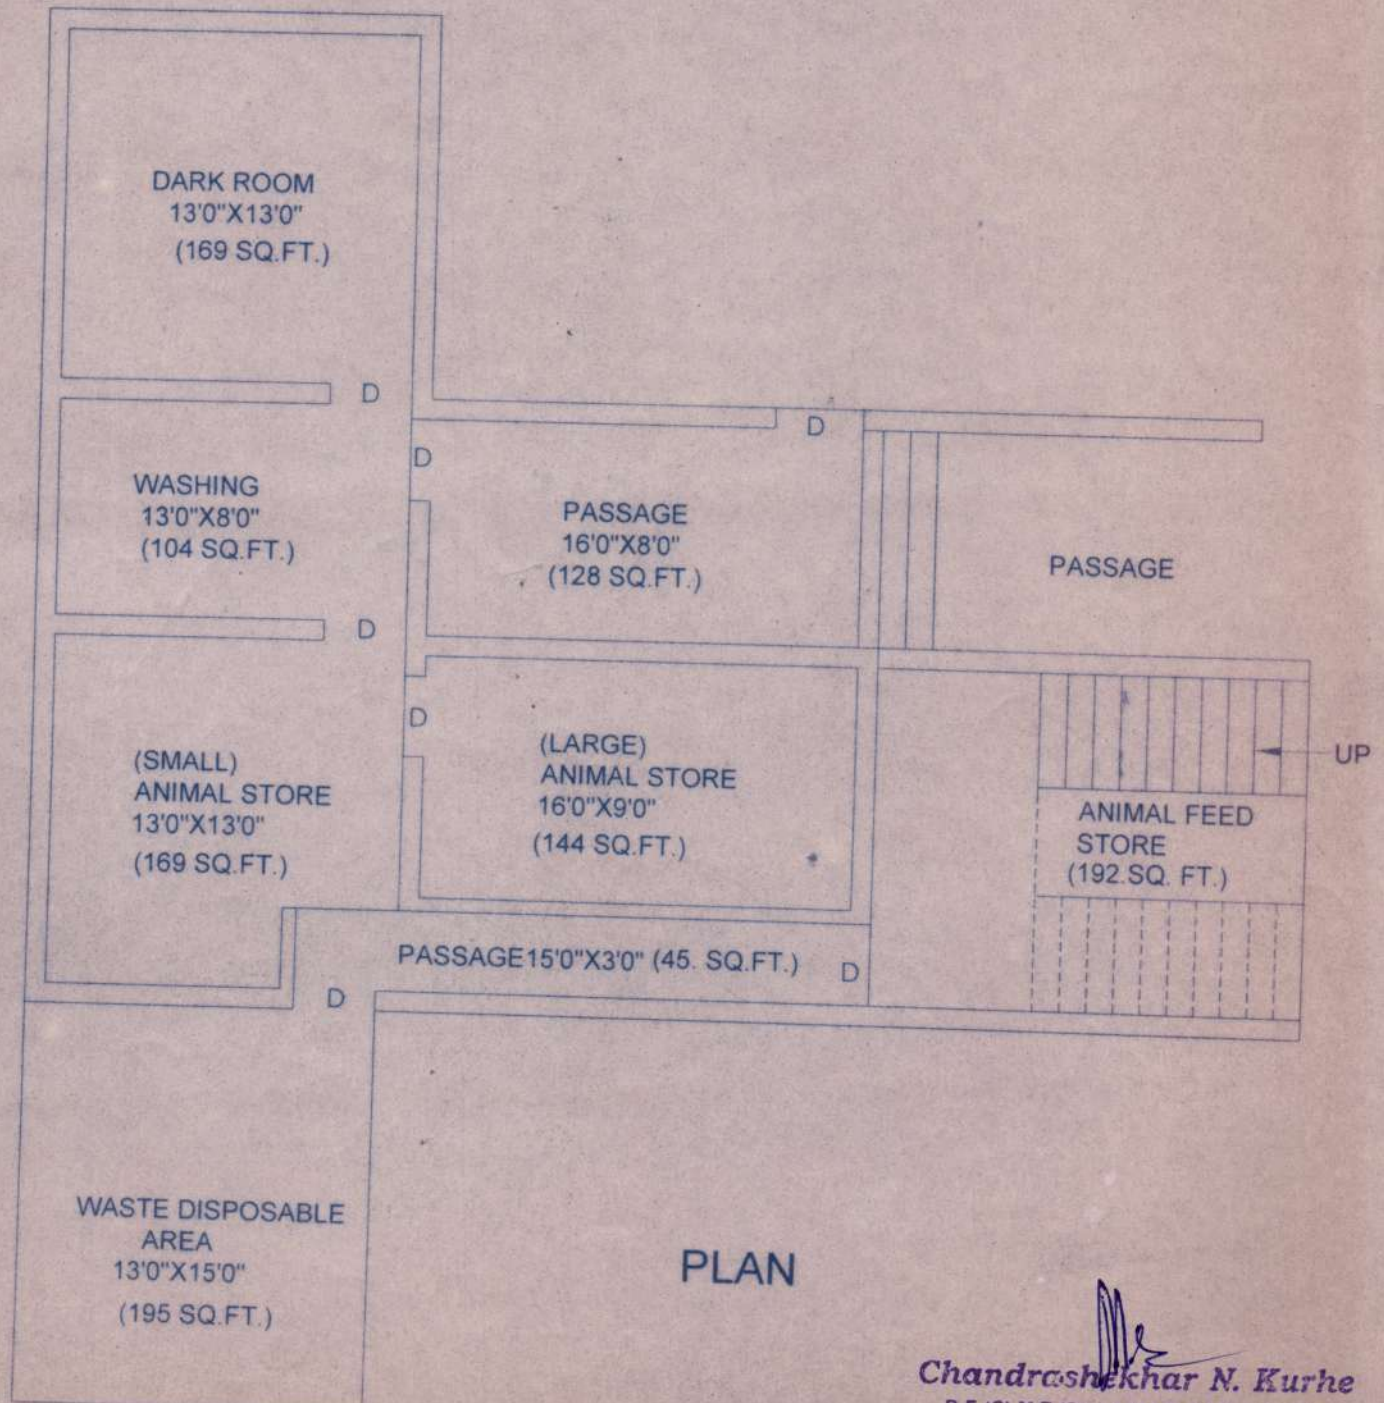 DARK ROOM
13'0"X13'0"
(169 SQ.FT.)
D
D
D
WASHING
13'0"X8'0"
(104 SQ.FT.)
PASSAGE
16'0"X8'0"
(128 SQ.FT.)
PASSAGE
D
D
(SMALL)
ANIMAL STORE
13'0"X13'0"
(169 SQ.FT.)
(LARGE)
ANIMAL STORE
16'0"X9'0"
(144 SQ.FT.)
UP
ANIMAL FEED
STORE
(192.SQ. FT.)
PASSAGE15'0"X3'0" (45. SQ.FT.)
D
D
WASTE DISPOSABLE
AREA
13'0"X15'0"
(195 SQ.FT.)
PLAN
Chandrashekhar N. Kurhe